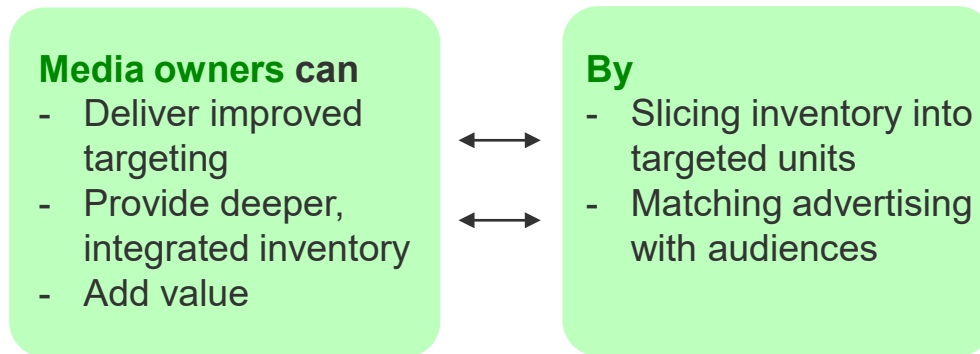 Media owners can
- Deliver improved
targeting
- Provide deeper,
integrated inventory
- Add value
By
- Slicing inventory into
targeted units
- Matching advertising
with audiences